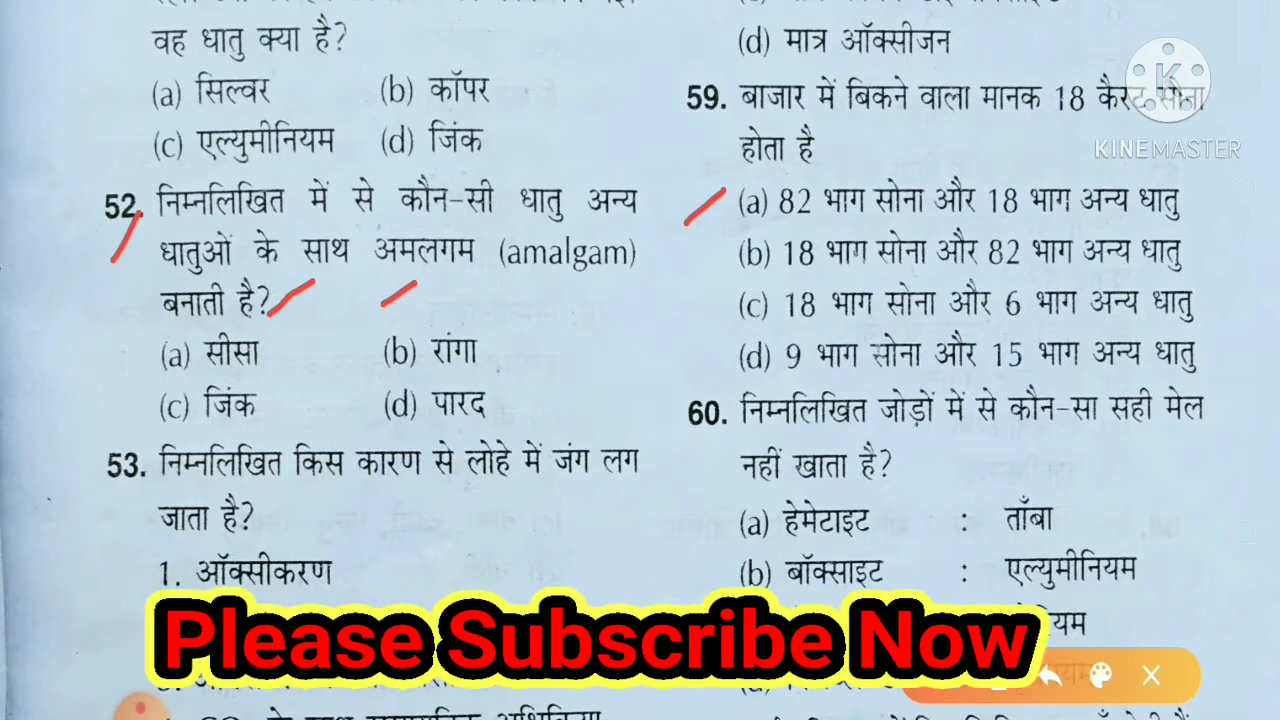 वह धातु क्या है?
(a) सिल्वर (b) कॉपर
(c) एल्युमीनियम (d) जिंक
52. निम्नलिखित में से कौन-सी धातु अन्य
धातुओं के साथ अमलगम (amalgam)
बनाती है?
(a) सीसा (b) रांगा
(c) जिंक (d) पारद
53. निम्नलिखित किस कारण से लोहे में जंग लग
जाता है?
1. ऑक्सीकरण
(d) मात्र ऑक्सीजन
59. बाजार में बिकने वाला मानक 18 कैरट सोना
होता है
(a) 82 भाग सोना और 18 भाग अन्य धातु
(b) 18 भाग सोना और 82 भाग अन्य धातु
(c) 18 भाग सोना और 6 भाग अन्य धातु
(d) 9 भाग सोना और 15 भाग अन्य धातु
60. निम्नलिखित जोड़ों में से कौन-सा सही मेल
नहीं खाता है?
(a) हेमेटाइट : ताँबा
(b) बॉक्साइट : एल्युमीनियम
K
KINEMASTER
Please Subscribe Now